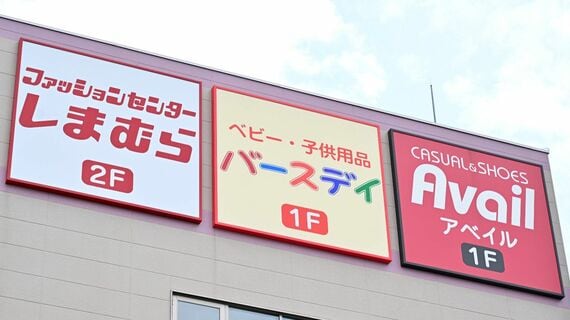 ファッションセンター
しまむら
2F
ベビー・子供用品
バースデイ
1F
CASUAL&SHOES
Avail
アベイル
1F